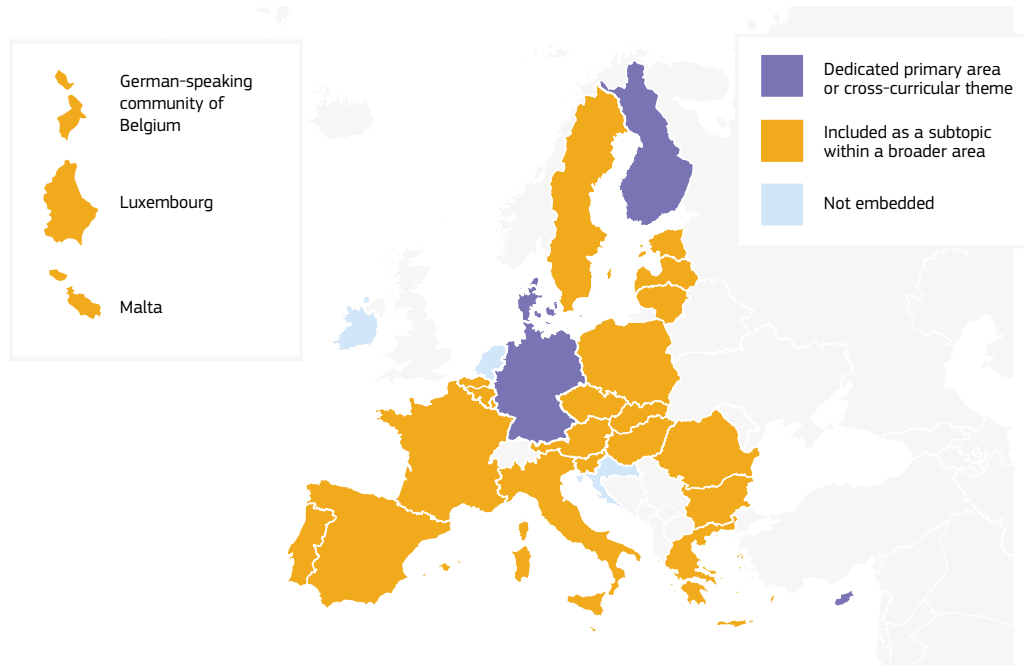 German-speaking
community of
Belgium
Luxembourg
Malta
Dedicated primary area
or cross-curricular theme
Included as a subtopic
within a broader area
Not embedded